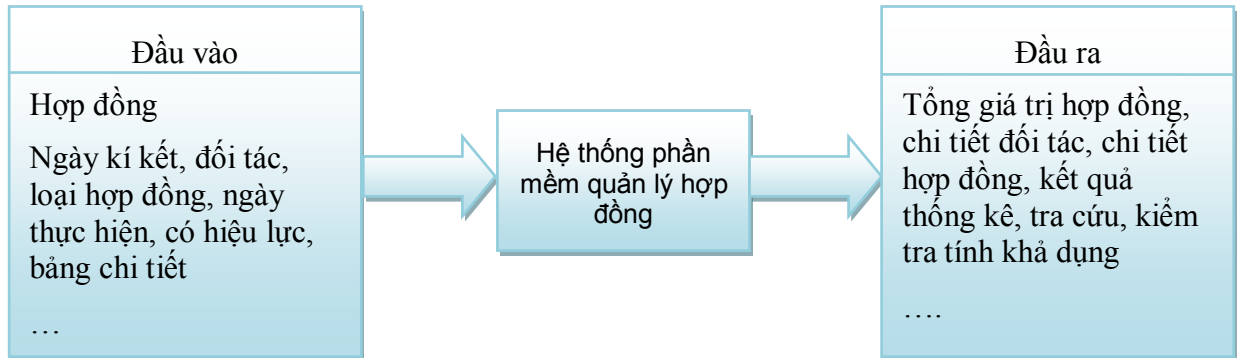 Đầu vào
Hợp đồng
Ngày kí kết, đối tác,
loại hợp đồng, ngày
thực hiện, có hiệu lực,
bảng chi tiết
…
Hệ thống phần
mềm quản lý hợp
đồng
Đầu ra
Tổng giá trị hợp đồng,
chi tiết đối tác, chi tiết
hợp đồng, kết quả
thống kê, tra cứu, kiểm
tra tính khả dụng
….